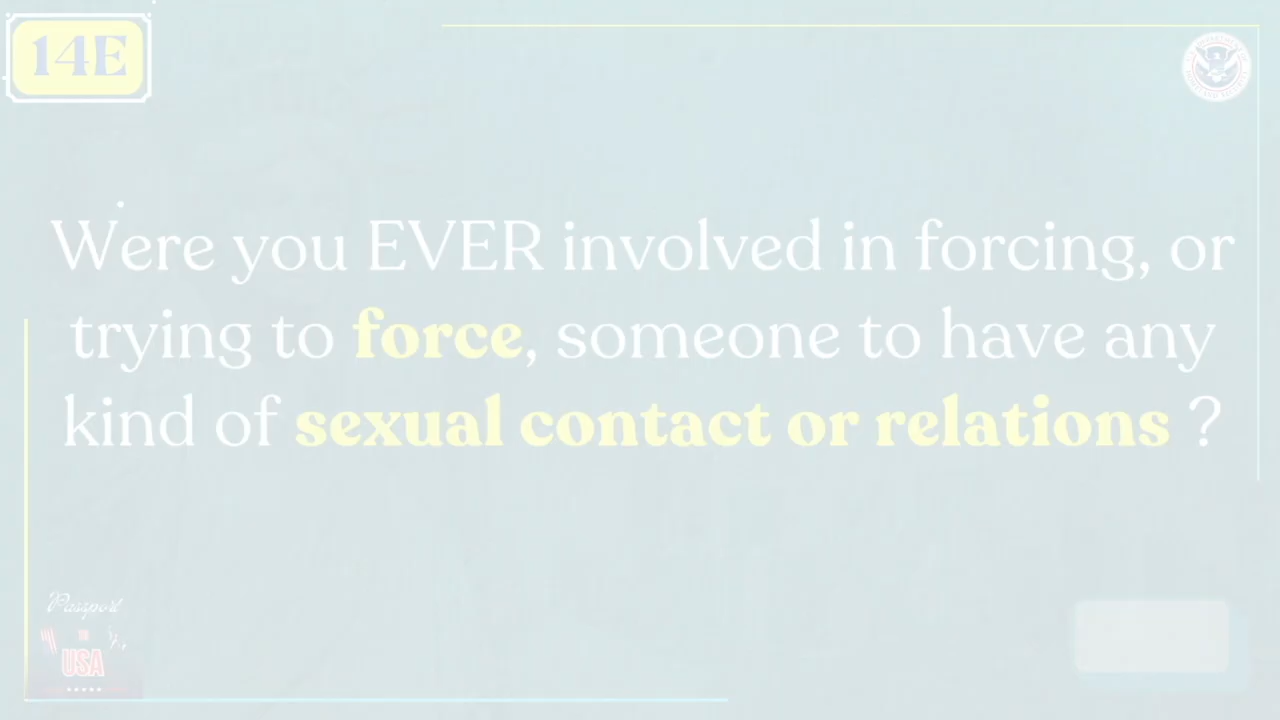 14E
Were you EVER involved in forcing, or
trying to force, someone to have any
kind of sexual contact or relations ?
Passport
USA